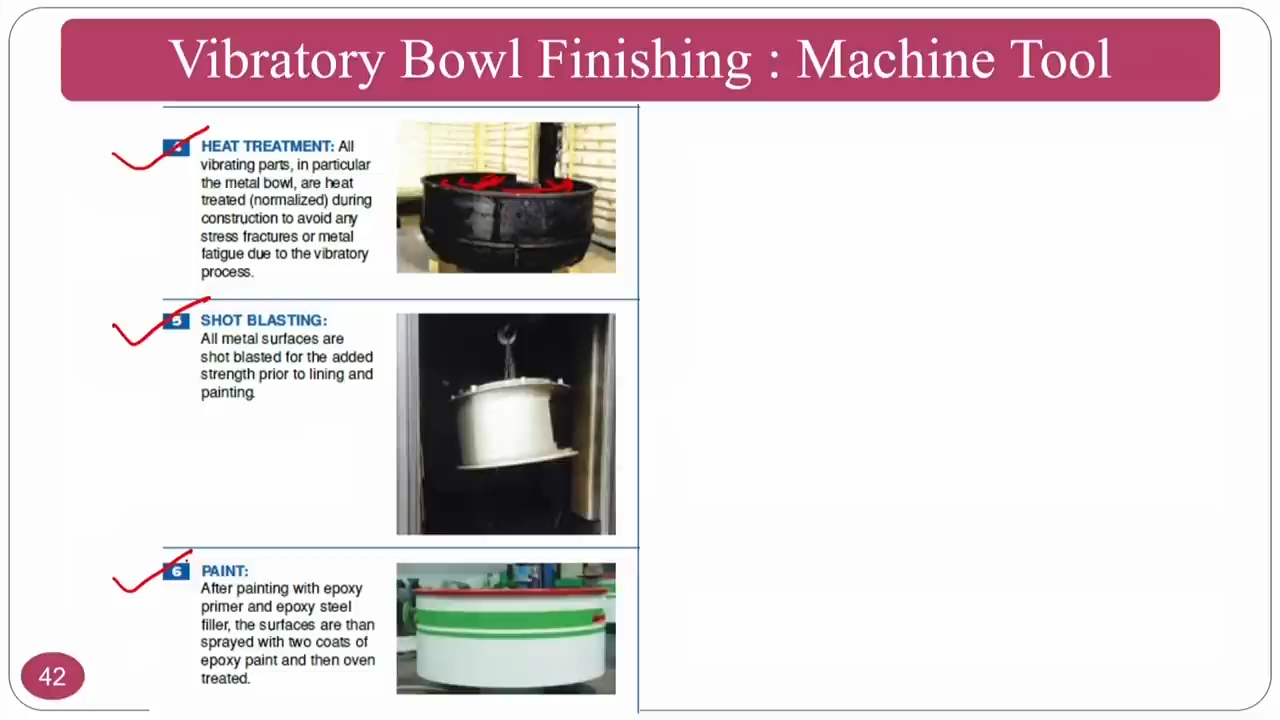 Vibratory Bowl Finishing : Machine Tool
4 HEAT TREATMENT: All
vibrating parts, in particular
the metal bowl, are heat
treated (normalized) during
construction to avoid any
stress fractures or metal
fatigue due to the vibratory
process.
5 SHOT BLASTING:
All metal surfaces are
shot blasted for the added
strength prior to lining and
painting.
6 PAINT:
After painting with epoxy
primer and epoxy steel
filler, the surfaces are than
sprayed with two coats of
epoxy paint and then oven
treated.
42